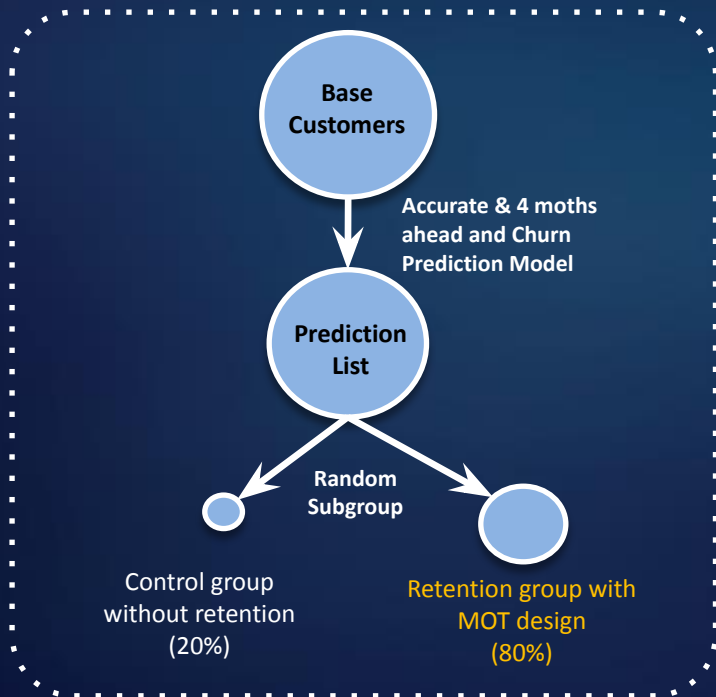 Base
Customers
Accurate & 4 moths
ahead and Churn
Prediction Model
Prediction
List
Random
Subgroup
Control group
without retention
(20%)
Retention group with
MOT design
(80%)